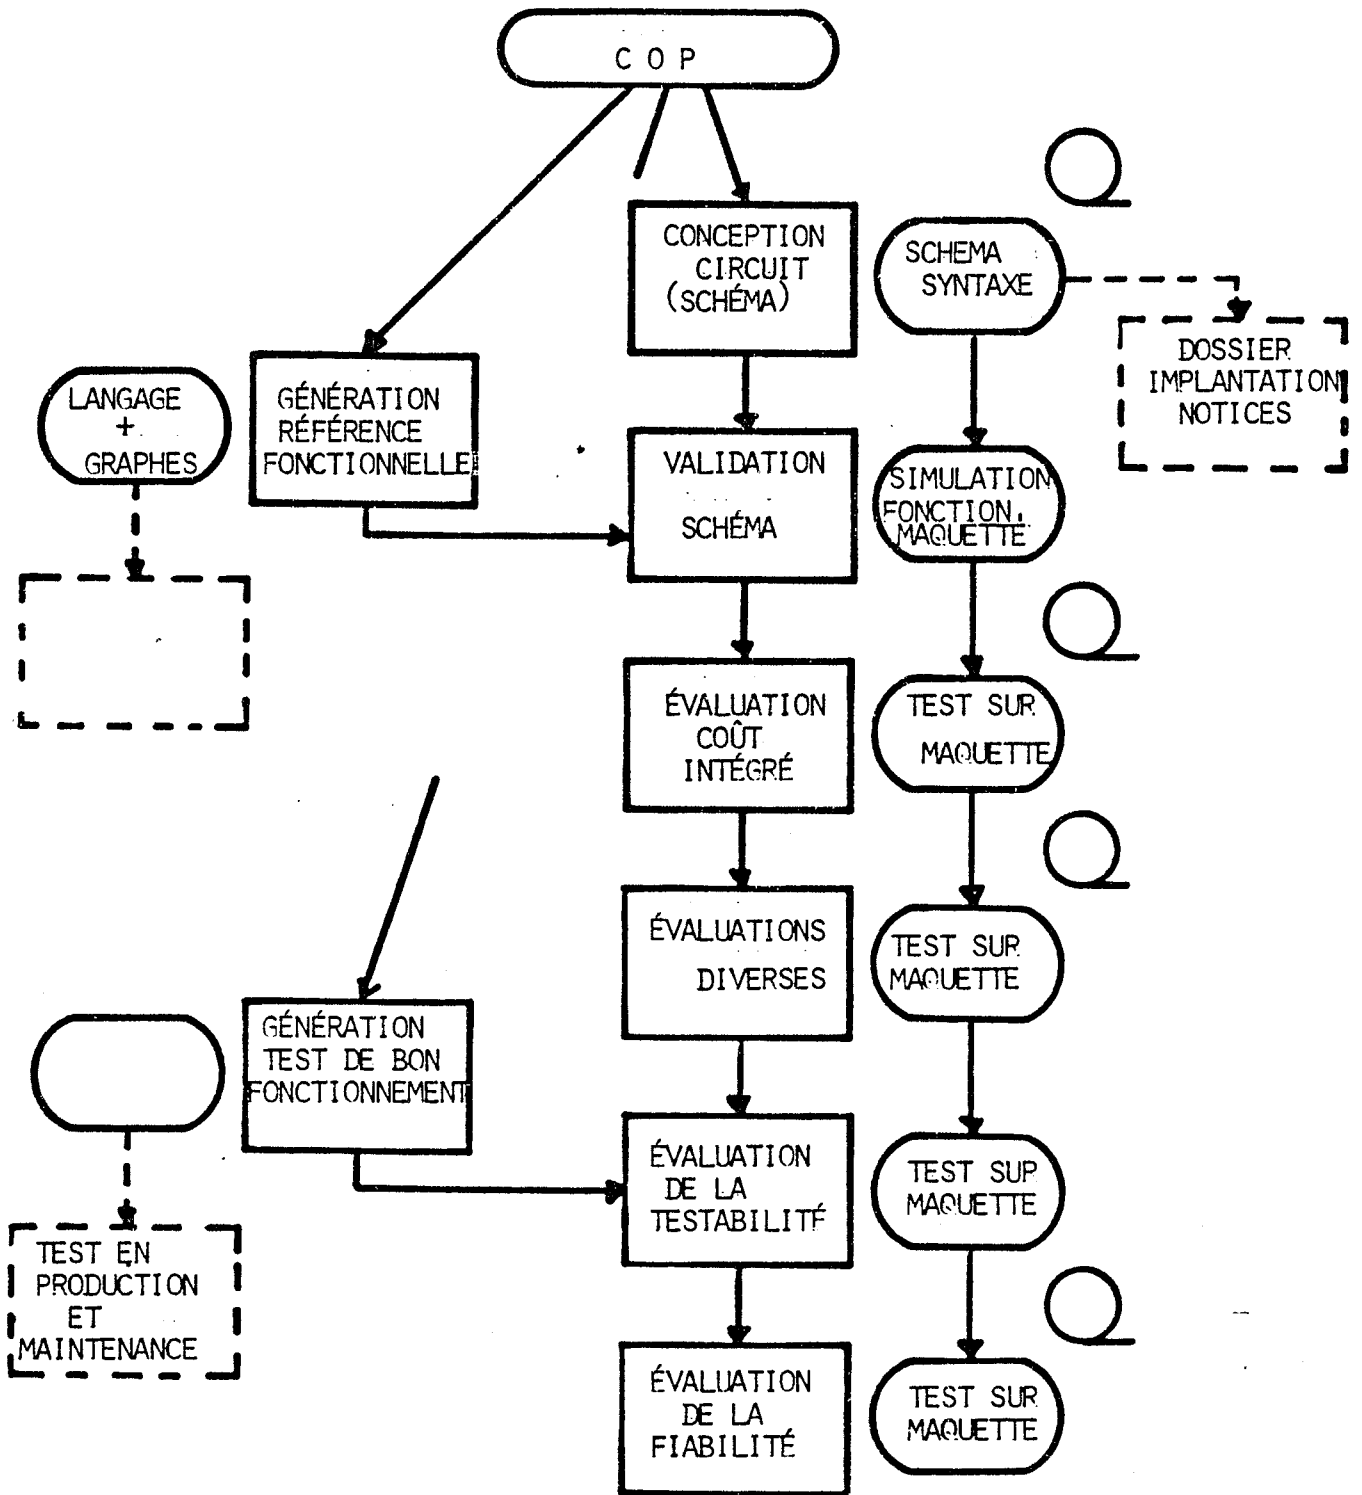 C O P
CONCEPTION
CIRCUIT
(SCHÉMA)
SCHEMA
SYNTAXE
DOSSIER
IMPLANTATION
NOTICES
LANGAGE
+
GRAPHES
GÉNÉRATION
RÉFÉRENCE
FONCTIONNELLE
VALIDATION
SCHÉMA
SIMULATION
FONCTION.
MAQUETTE
ÉVALUATION
COÛT
INTÉGRÉ
TEST SUR
MAQUETTE
ÉVALUATIONS
DIVERSES
TEST SUR
MAQUETTE
GÉNÉRATION
TEST DE BON
FONCTIONNEMENT
ÉVALUATION
DE LA
TESTABILITÉ
TEST SUR
MAQUETTE
TEST EN
PRODUCTION
ET
MAINTENANCE
ÉVALUATION
DE LA
FIABILITÉ
TEST SUR
MAQUETTE